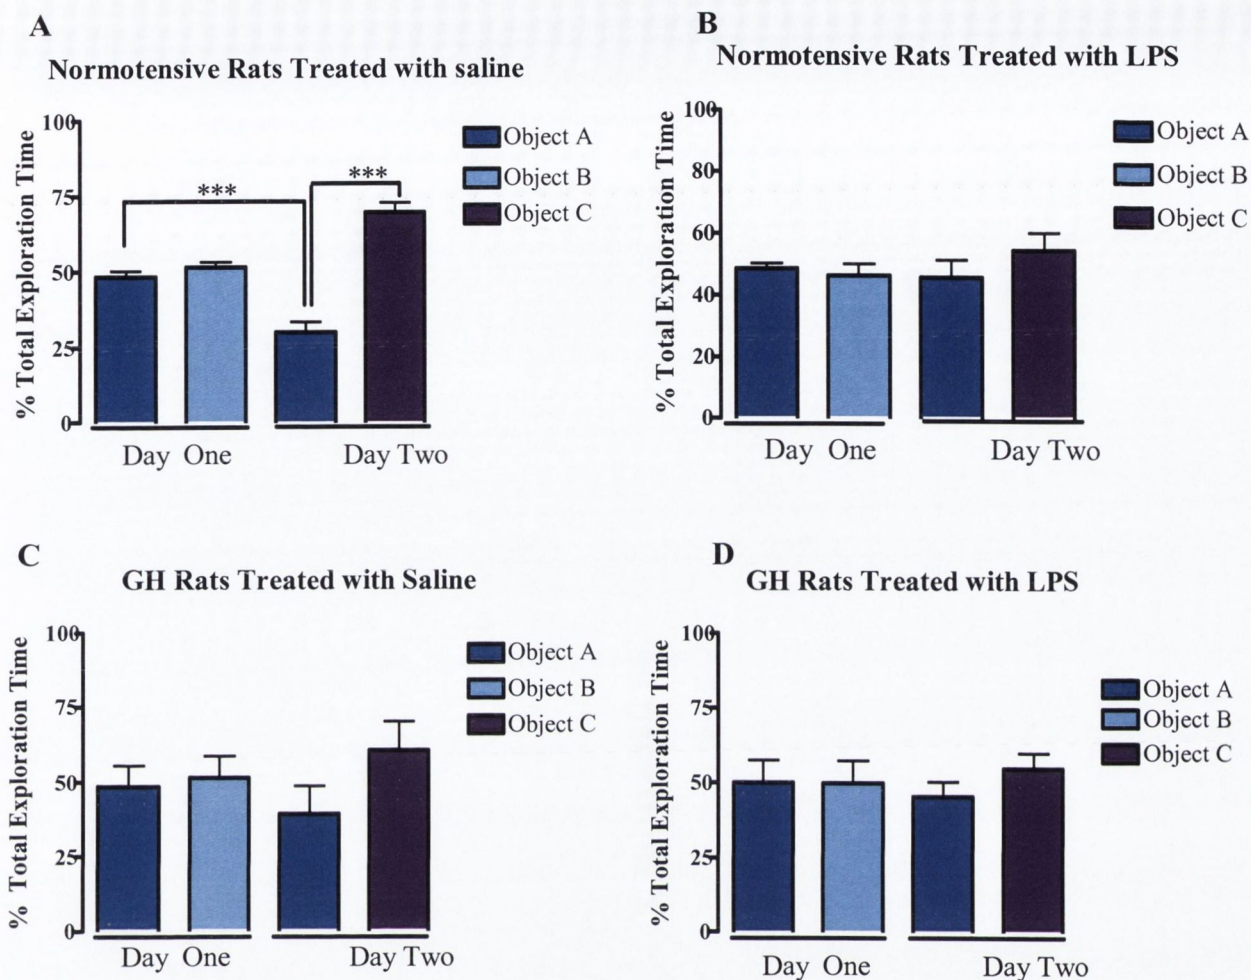 A
Normotensive Rats Treated with saline
% Total Exploration Time
100
75
50
25
0
***
***
Object A
Object B
Object C
Day One
Day Two
B
Normotensive Rats Treated with LPS
% Total Exploration Time
100
80
60
40
20
0
Object A
Object B
Object C
Day One
Day Two
C
GH Rats Treated with Saline
% Total Exploration Time
100
75
50
25
0
Object A
Object B
Object C
Day One
Day Two
D
GH Rats Treated with LPS
% Total Exploration Time
100
75
50
25
0
Object A
Object B
Object C
Day One
Day Two